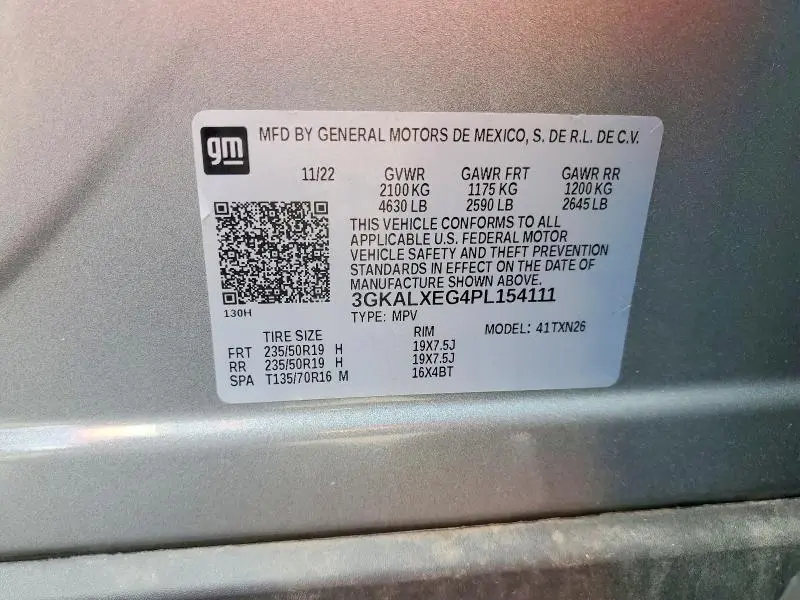 gm
MFD BY GENERAL MOTORS DE MEXICO, S. DE R.L. DE C.V.
11/22 GVWR GAWR FRT GAWR RR
2100 KG 1175 KG 1200 KG
4630 LB 2590 LB 2645 LB
THIS VEHICLE CONFORMS TO ALL
APPLICABLE U.S. FEDERAL MOTOR
VEHICLE SAFETY AND THEFT PREVENTION
STANDARDS IN EFFECT ON THE DATE OF
MANUFACTURE SHOWN ABOVE.
3GKALXEG4PL154111
130H
TYPE: MPV
TIRE SIZE RIM MODEL: 41TXN26
FRT 235/50R19 H 19X7.5J
RR 235/50R19 H 19X7.5J
SPA T135/70R16 M 16X4BT